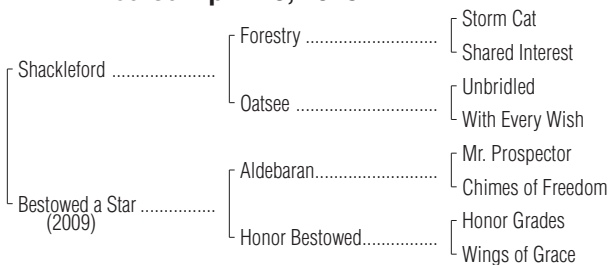 Storm Cat
Forestry
Shared Interest
Shackleford
Unbridled
Oatsee
With Every Wish
Mr. Prospector
Aldebaran
Chimes of Freedom
Bestowed a Star
(2009)
Honor Grades
Honor Bestowed
Wings of Grace